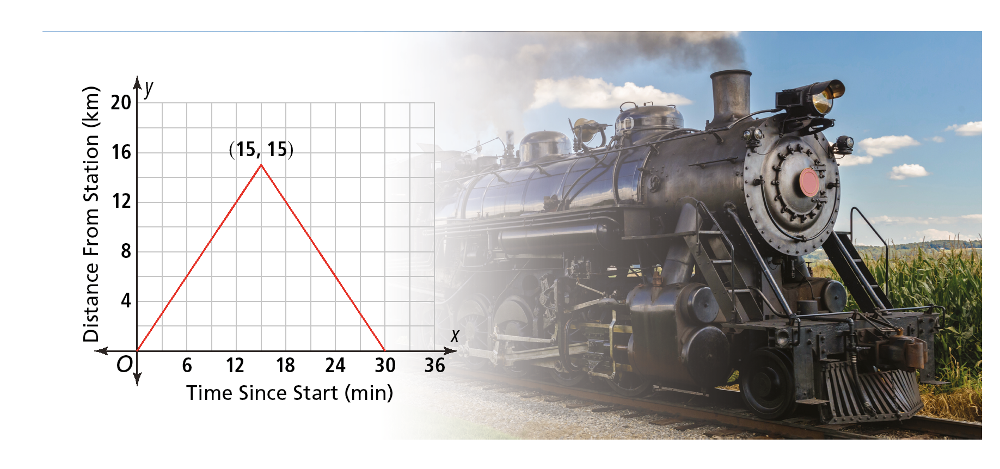 y
Distance From Station (km)
20
16
12
8
4
(15, 15)
x
O
6 12 18 24 30 36
Time Since Start (min)